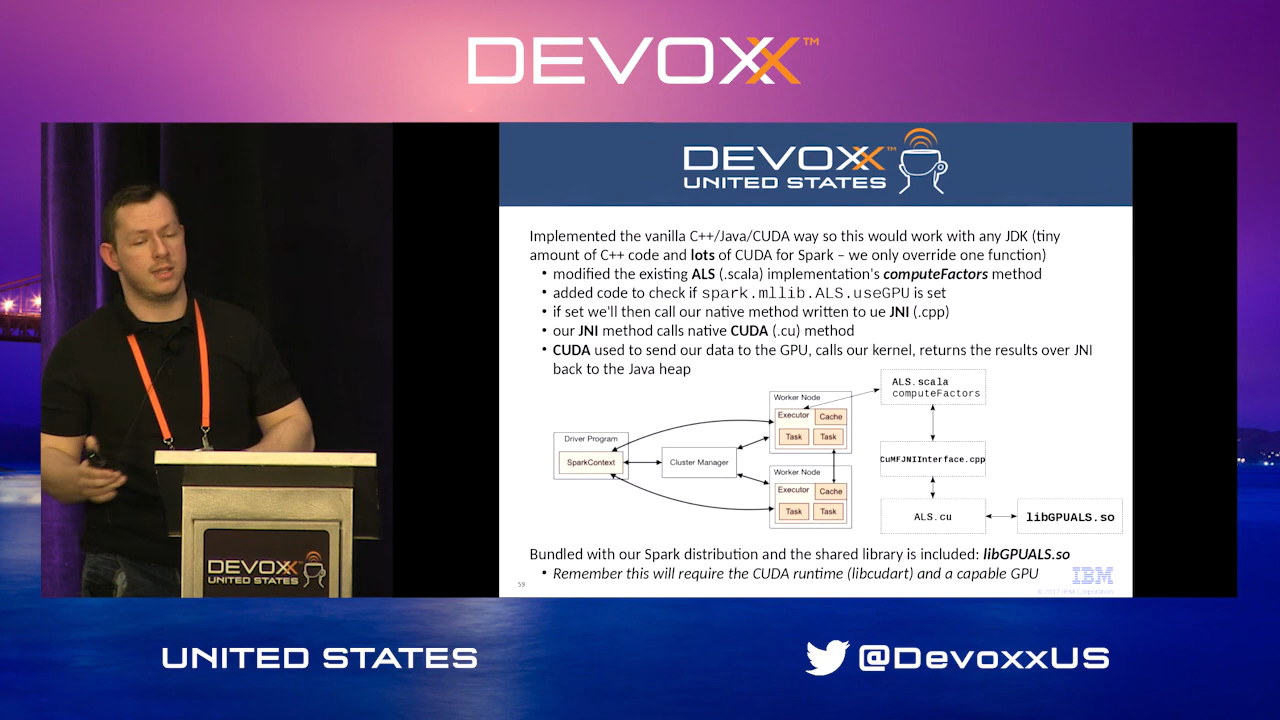 DEVOXX™
DEVOXX™
UNITED STATES
Implemented the vanilla C++/Java/CUDA way so this would work with any JDK (tiny
amount of C++ code and lots of CUDA for Spark – we only override one function)
• modified the existing ALS (.scala) implementation's computeFactors method
• added code to check if spark.mllib.ALS.useGPU is set
• if set we'll then call our native method written to ue JNI (.cpp)
• our JNI method calls native CUDA (.cu) method
• CUDA used to send our data to the GPU, calls our kernel, returns the results over JNI
back to the Java heap
Driver Program
SparkContext
Cluster Manager
Worker Node
Executor
Cache
Task
Task
Worker Node
Executor
Cache
Task
Task
ALS.scala
computeFactors
CuMFJNIInterface.cpp
ALS.cu
libGPUALS.so
Bundled with our Spark distribution and the shared library is included: libGPUALS.so
• Remember this will require the CUDA runtime (libcudart) and a capable GPU
59
IBM
© 2017 IBM Corporation
DEVOXX
UNITED STATES
UNITED STATES
@DevoxxUS